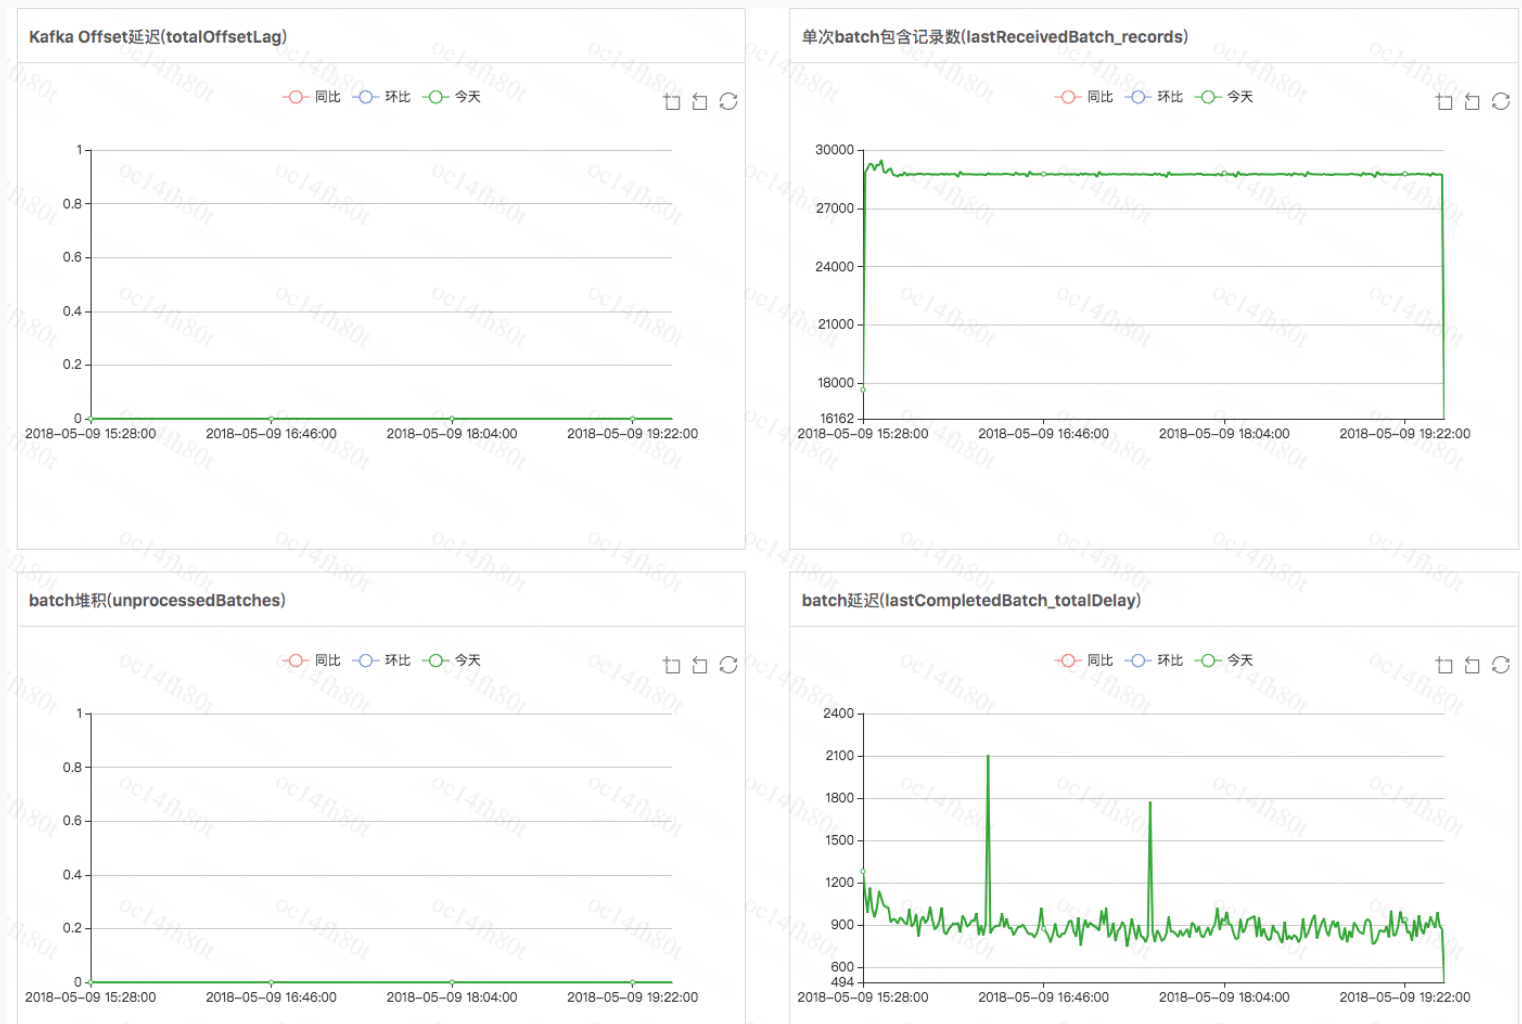 Kafka Offset延迟(totalOffsetLag)
同比 环比 今天
1
0.8
0.6
0.4
0.2
0
2018-05-09 15:28:00 2018-05-09 16:46:00 2018-05-09 18:04:00 2018-05-09 19:22:00
单次batch包含记录数(lastReceivedBatch_records)
同比 环比 今天
30000
27000
24000
21000
18000
16162
2018-05-09 15:28:00 2018-05-09 16:46:00 2018-05-09 18:04:00 2018-05-09 19:22:00
batch堆积(unprocessedBatches)
同比 环比 今天
1
0.8
0.6
0.4
0.2
0
2018-05-09 15:28:00 2018-05-09 16:46:00 2018-05-09 18:04:00 2018-05-09 19:22:00
batch延迟(lastCompletedBatch_totalDelay)
同比 环比 今天
2400
2100
1800
1500
1200
900
600
494
2018-05-09 15:28:00 2018-05-09 16:46:00 2018-05-09 18:04:00 2018-05-09 19:22:00
oc14fh80t